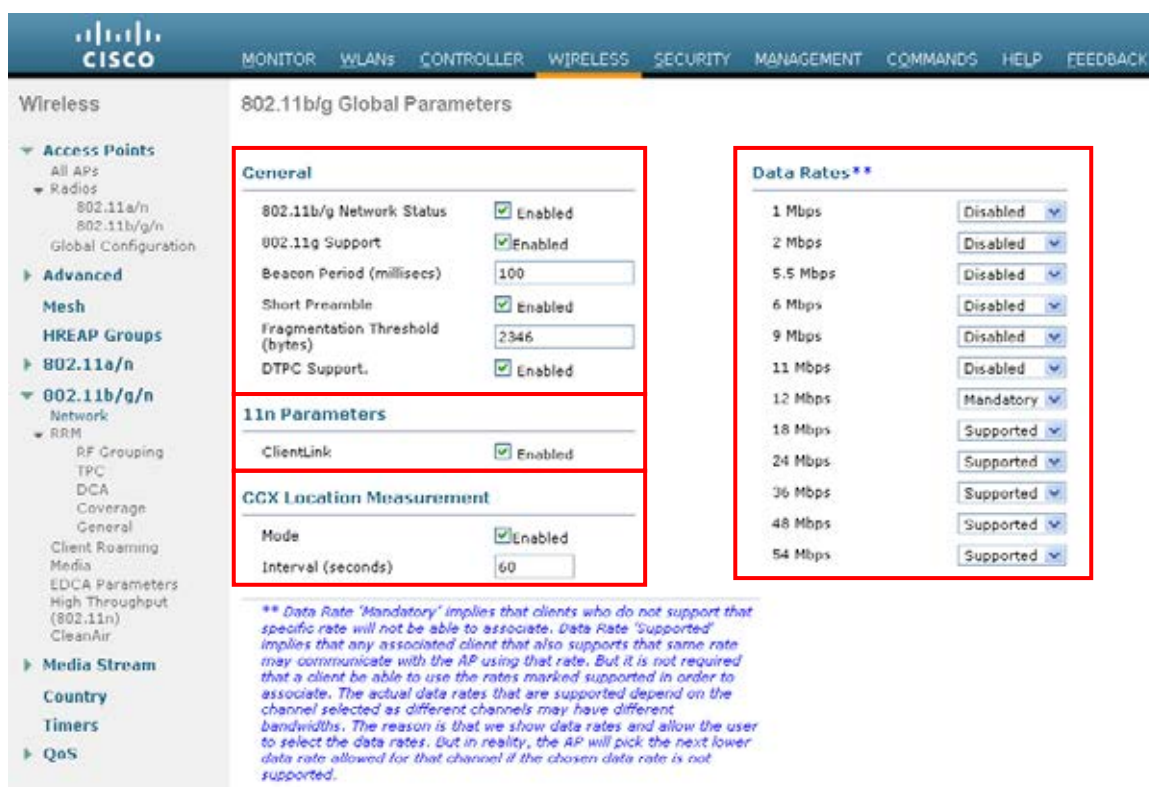 CISCO
MONITOR WLANs CONTROLLER WIRELESS SECURITY MANAGEMENT COMMANDS HELP FEEDBACK
Wireless
Access Points
All APs
Radios
802.11a/n
802.11b/g/n
Global Configuration
Advanced
Mesh
HREAP Groups
802.11a/n
802.11b/g/n
Network
RRM
RF Grouping
TPC
DCA
Coverage
General
Client Roaming
Media
EDCA Parameters
High Throughput
(802.11n)
CleanAir
Media Stream
Country
Timers
QoS
802.11b/g Global Parameters
General
802.11b/g Network Status Enabled
802.11g Support Enabled
Beacon Period (millisecs) 100
Short Preamble Enabled
Fragmentation Threshold
(bytes) 2346
DTPC Support. Enabled
11n Parameters
ClientLink Enabled
CCX Location Measurement
Mode Enabled
Interval (seconds) 60
Data Rates**
1 Mbps Disabled
2 Mbps Disabled
5.5 Mbps Disabled
6 Mbps Disabled
9 Mbps Disabled
11 Mbps Disabled
12 Mbps Mandatory
18 Mbps Supported
24 Mbps Supported
36 Mbps Supported
48 Mbps Supported
54 Mbps Supported
** Data Rate 'Mandatory' implies that clients who do not support that
specific rate will not be able to associate. Data Rate 'Supported'
implies that any associated client that also supports that same rate
may communicate with the AP using that rate. But it is not required
that a client be able to use the rates marked supported in order to
associate. The actual data rates that are supported depend on the
channel selected as different channels may have different
bandwidths. The reason is that we show data rates and allow the user
to select the data rates. But in reality, the AP will pick the next lower
data rate allowed for that channel if the chosen data rate is not
supported.